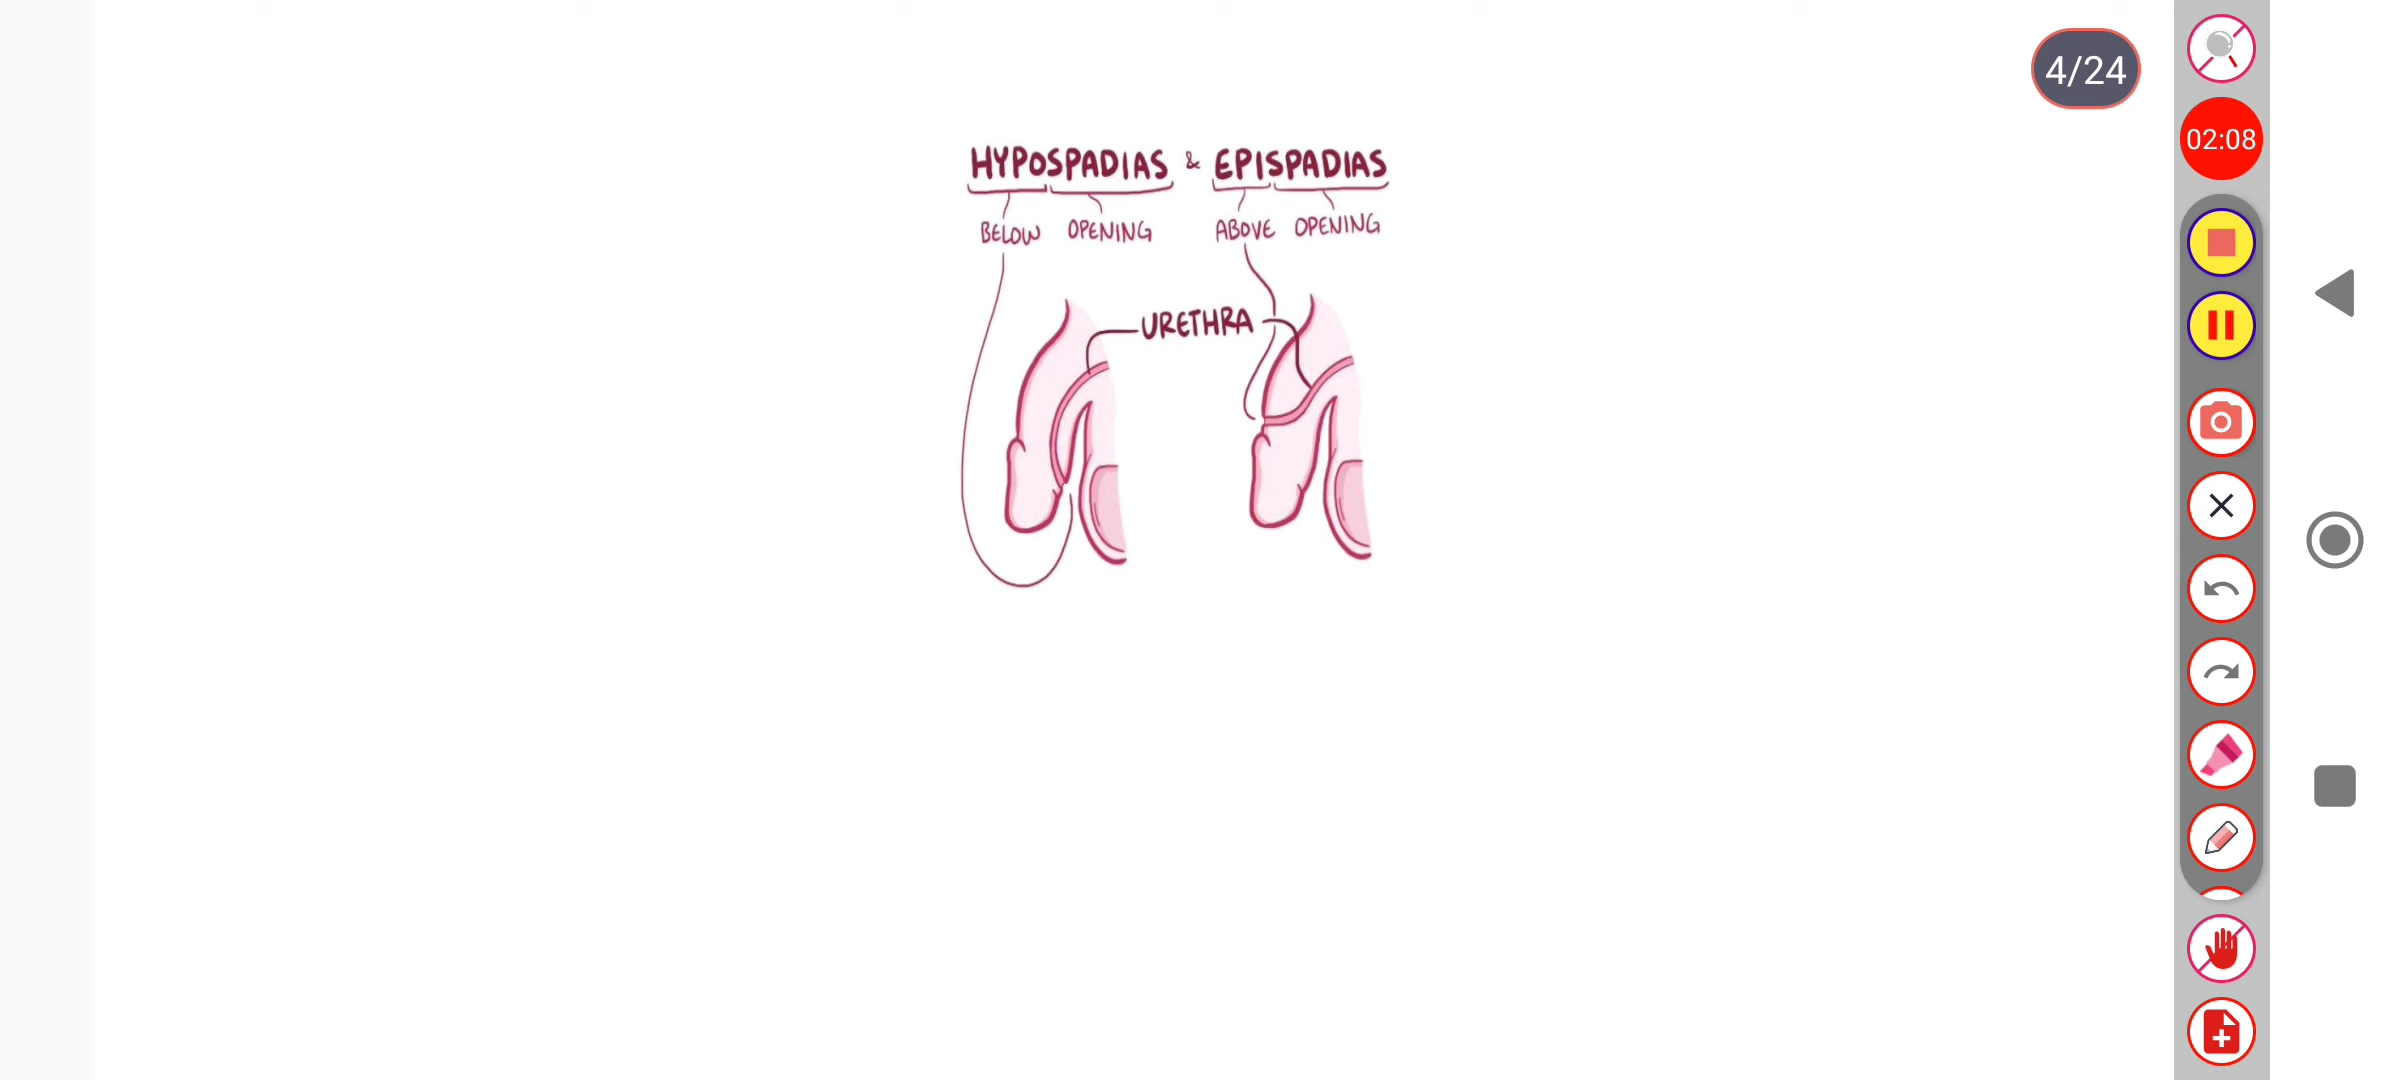 4/24
02:08
HYPOSPADIAS & EPISPADIAS
BELOW OPENING ABOVE OPENING
URETHRA